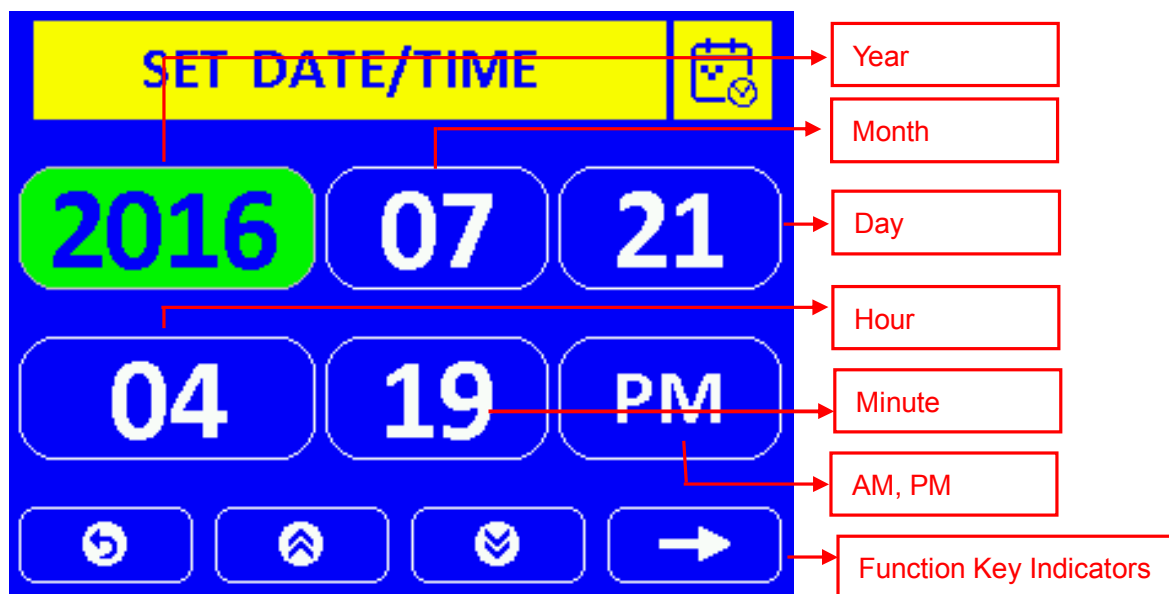 SET DATE/TIME
Year
Month
2016 07 21
Day
Hour
04 19 PM
Minute
AM, PM
Function Key Indicators